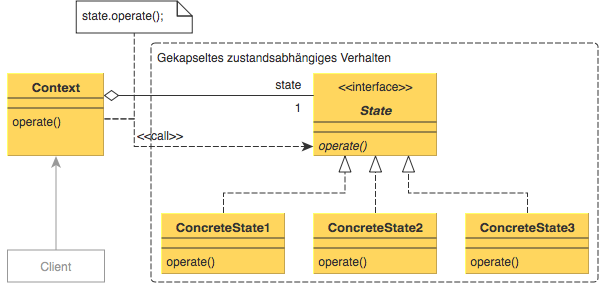 state.operate();
Gekapseltes zustandsabhängiges Verhalten
Context
operate()
state
1
<<call>>
<<interface>>
State
operate()
ConcreteState1
operate()
ConcreteState2
operate()
ConcreteState3
operate()
Client